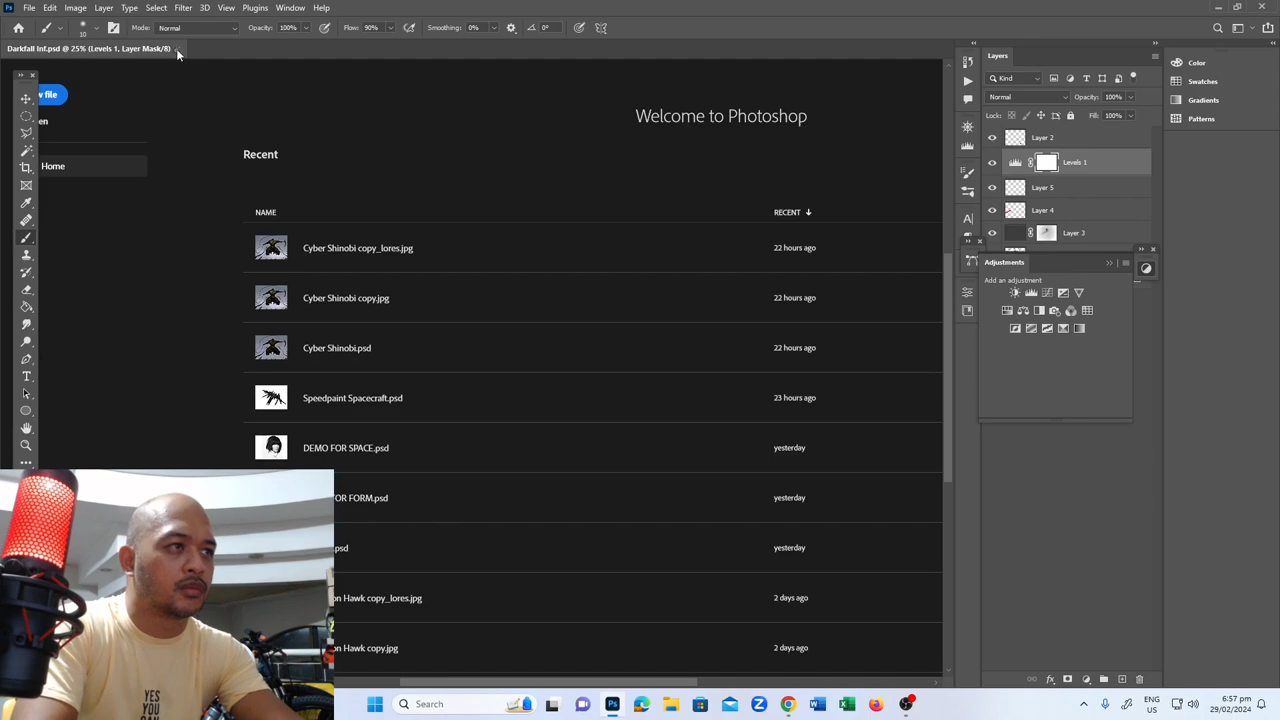 Ps File Edit Image Layer Type Select Filter 3D View Plugins Window Help
10 Mode: Normal Opacity: 100% Flow: 90% Smoothing: 0% 0°
Darkfall Inf.psd @ 25% (Levels 1, Layer Mask/8)
Layers
Color
Kind
Swatches
Normal Opacity: 100%
Gradients
Lock: Fill: 100%
Patterns
Welcome to Photoshop
Layer 2
Recent
Levels 1
Home
Layer 5
NAME RECENT
Layer 4
Layer 3
Cyber Shinobi copy_lores.jpg 22 hours ago
Adjustments
Add an adjustment
Cyber Shinobi copy.jpg 22 hours ago
Cyber Shinobi.psd 22 hours ago
Speedpaint Spacecraft.psd 23 hours ago
DEMO FOR SPACE.psd yesterday
OR FORM.psd yesterday
psd yesterday
on Hawk copy_lores.jpg 2 days ago
on Hawk copy.jpg 2 days ago
YES
YOU
Search
ENG
US
6:57 pm
29/02/2024